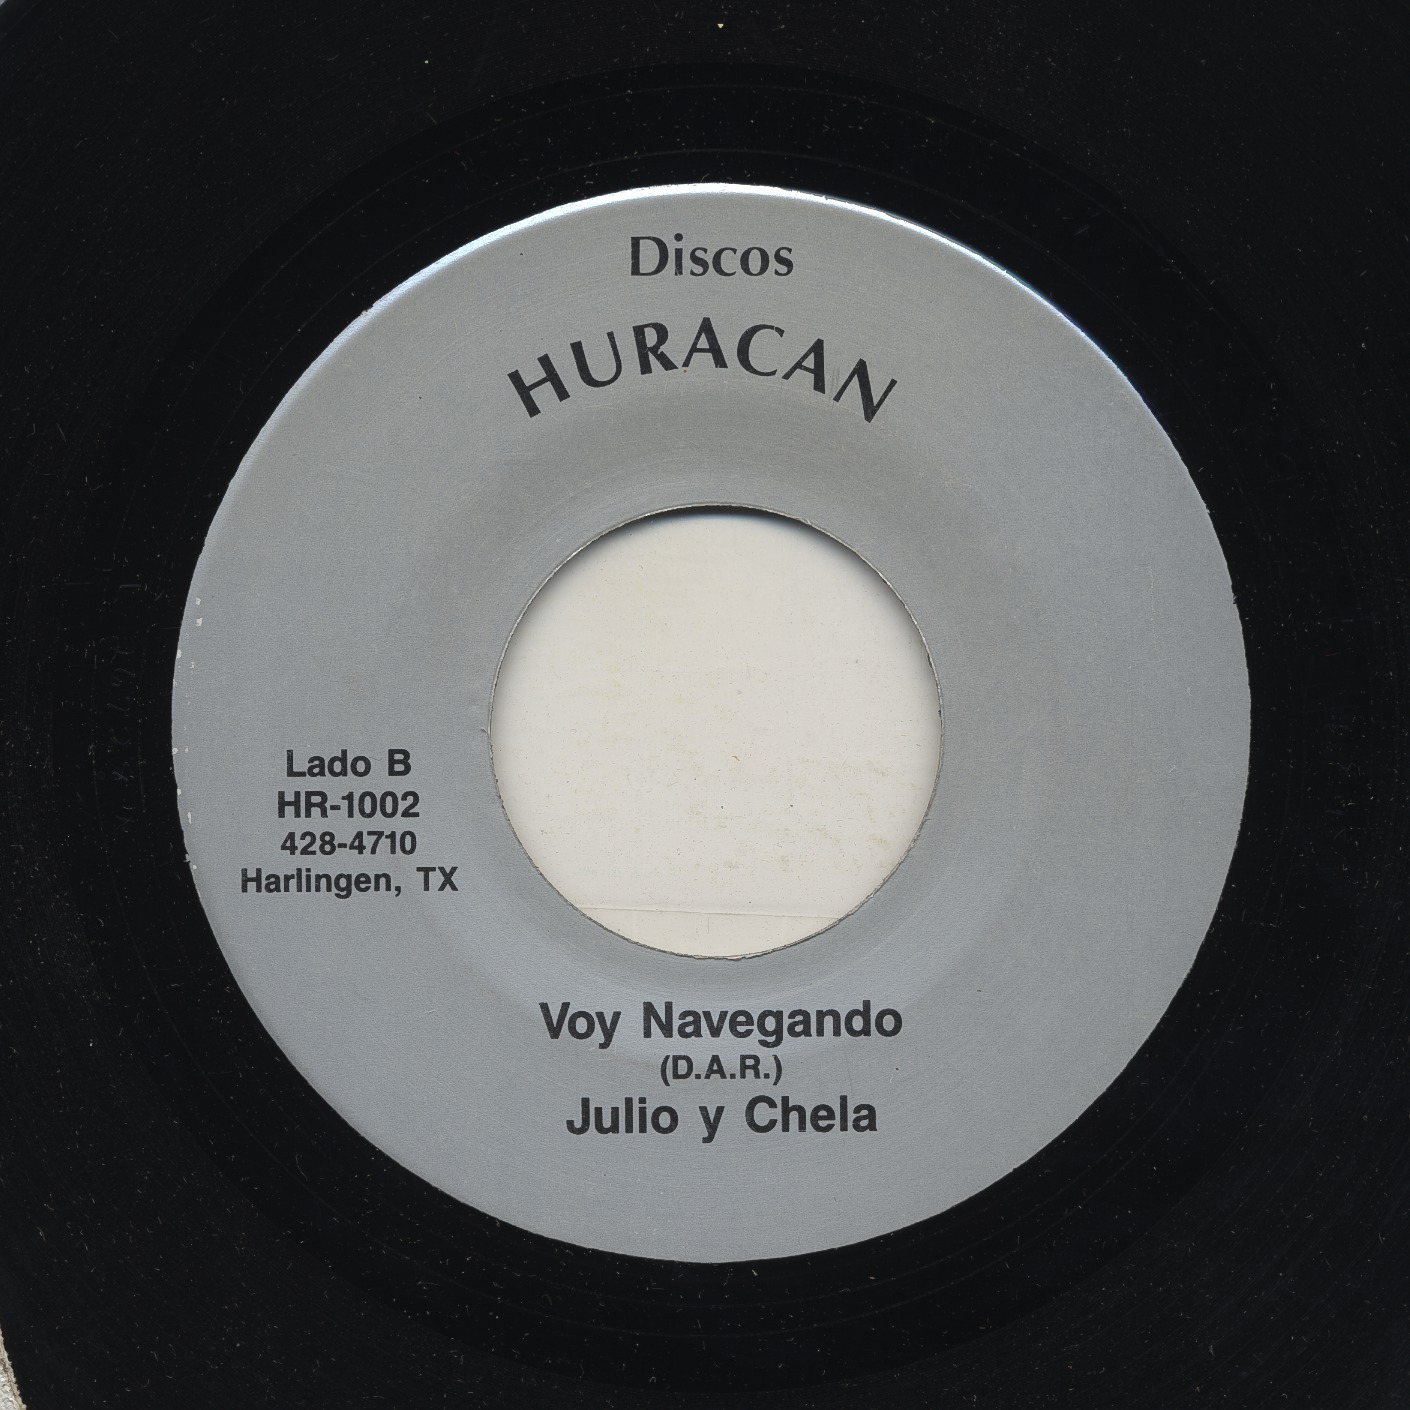 Discos
HURACAN
Lado B
HR-1002
428-4710
Harlingen, TX
Voy Navegando
(D.A.R.)
Julio y Chela